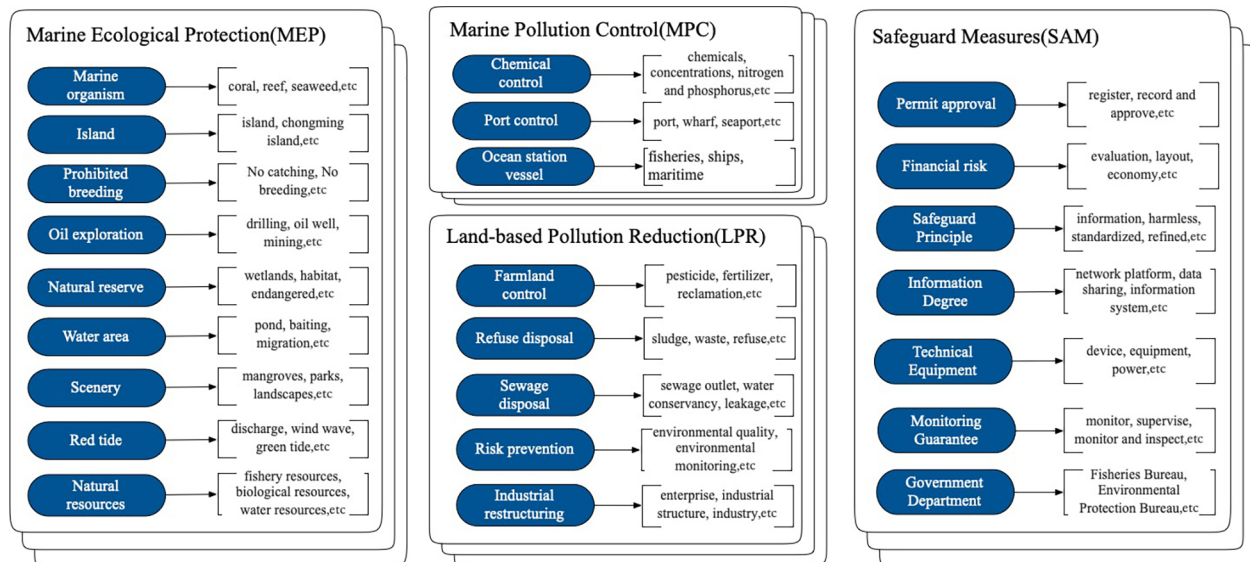 Marine Ecological Protection(MEP)
Marine
organism
coral, reef, seaweed,etc
Island
island, chongming
island,etc
Prohibited
breeding
No catching, No
breeding,etc
Oil exploration
drilling, oil well,
mining,etc
Natural reserve
wetlands, habitat,
endangered,etc
Water area
pond, baiting,
migration,etc
Scenery
mangroves, parks,
landscapes,etc
Red tide
discharge, wind wave,
green tide,etc
Natural
resources
fishery resources,
biological resources,
water resources,etc
Marine Pollution Control(MPC)
Chemical
control
chemicals,
concentrations, nitrogen
and phosphorus,etc
Port control
port, wharf, seaport,etc
Ocean station
vessel
fisheries, ships,
maritime
Land-based Pollution Reduction(LPR)
Farmland
control
pesticide, fertilizer,
reclamation,etc
Refuse disposal
sludge, waste, refuse,etc
Sewage
disposal
sewage outlet, water
conservancy, leakage,etc
Risk prevention
environmental quality,
environmental
monitoring,etc
Industrial
restructuring
enterprise, industrial
structure, industry,etc
Safeguard Measures(SAM)
Permit approval
register, record and
approve,etc
Financial risk
evaluation, layout,
economy,etc
Safeguard
Principle
information, harmless,
standardized, refined,etc
Information
Degree
network platform, data
sharing, information
system,etc
Technical
Equipment
device, equipment,
power,etc
Monitoring
Guarantee
monitor, supervise,
monitor and inspect,etc
Government
Department
Fisheries Bureau,
Environmental
Protection Bureau,etc